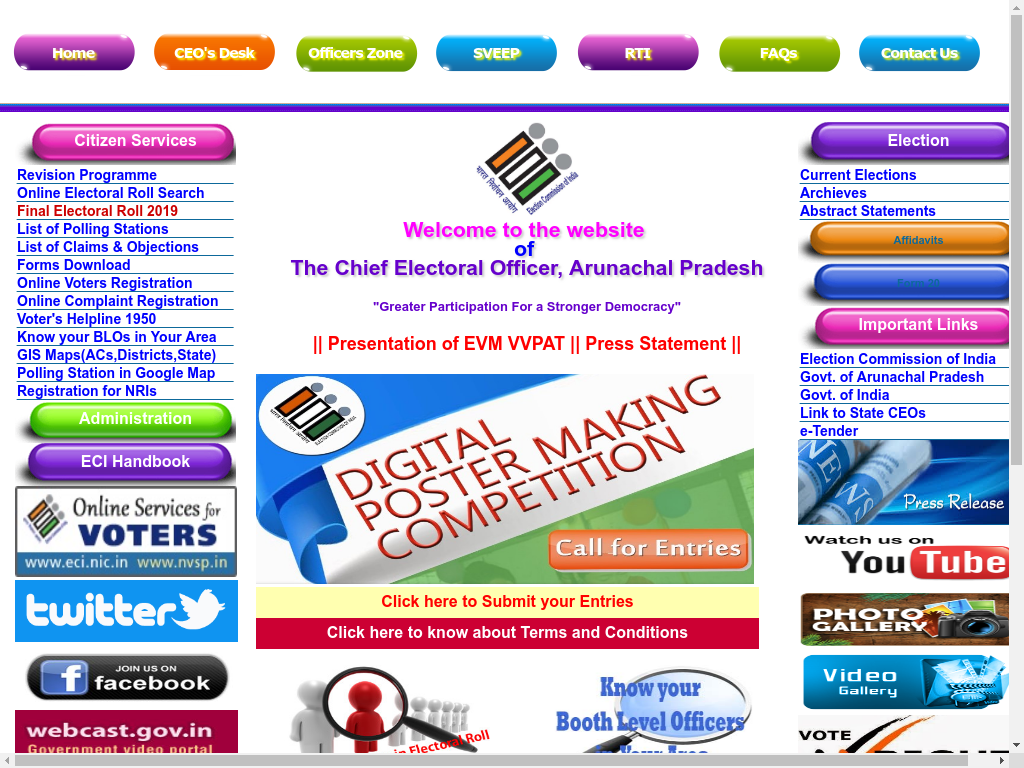 Home
CEO's Desk
Officers Zone
SVEEP
RTI
FAQs
Contact Us
Citizen Services
Revision Programme
Online Electoral Roll Search
Final Electoral Roll 2019
List of Polling Stations
List of Claims & Objections
Forms Download
Online Voters Registration
Online Complaint Registration
Voter's Helpline 1950
Know your BLOs in Your Area
GIS Maps(ACs,Districts,State)
Polling Station in Google Map
Registration for NRIs
Administration
ECI Handbook
Online Services for
VOTERS
www.eci.nic.in www.nvsp.in
twitter
JOIN US ON
facebook
webcast.gov.in
Government video portal
भारत निर्वाचन आयोग
Election Commission of India
Welcome to the website
of
The Chief Electoral Officer, Arunachal Pradesh
"Greater Participation For a Stronger Democracy"
|| Presentation of EVM VVPAT || Press Statement ||
DIGITAL
POSTER MAKING
COMPETITION
Call for Entries
Click here to Submit your Entries
Click here to know about Terms and Conditions
in Electoral Roll
Know your
Booth Level Officers
in Your Area
Election
Current Elections
Archieves
Abstract Statements
Affidavits
Form 20
Important Links
Election Commission of India
Govt. of Arunachal Pradesh
Govt. of India
Link to State CEOs
e-Tender
NEWS
Press Release
Watch us on
YouTube
PHOTO
GALLERY
Video
Gallery
VOTE